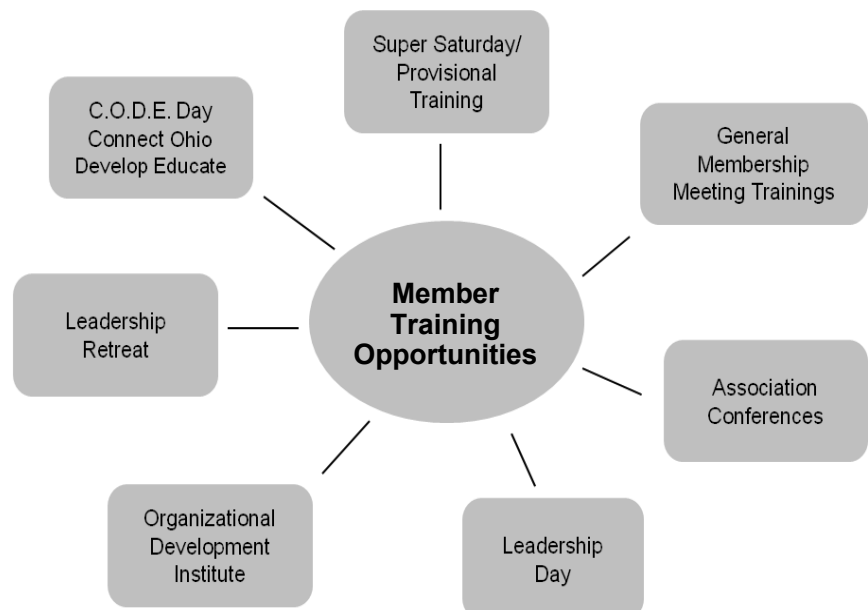 Super Saturday/
Provisional
Training
C.O.D.E. Day
Connect Ohio
Develop Educate
General
Membership
Meeting Trainings
Member
Training
Opportunities
Leadership
Retreat
Association
Conferences
Organizational
Development
Institute
Leadership
Day